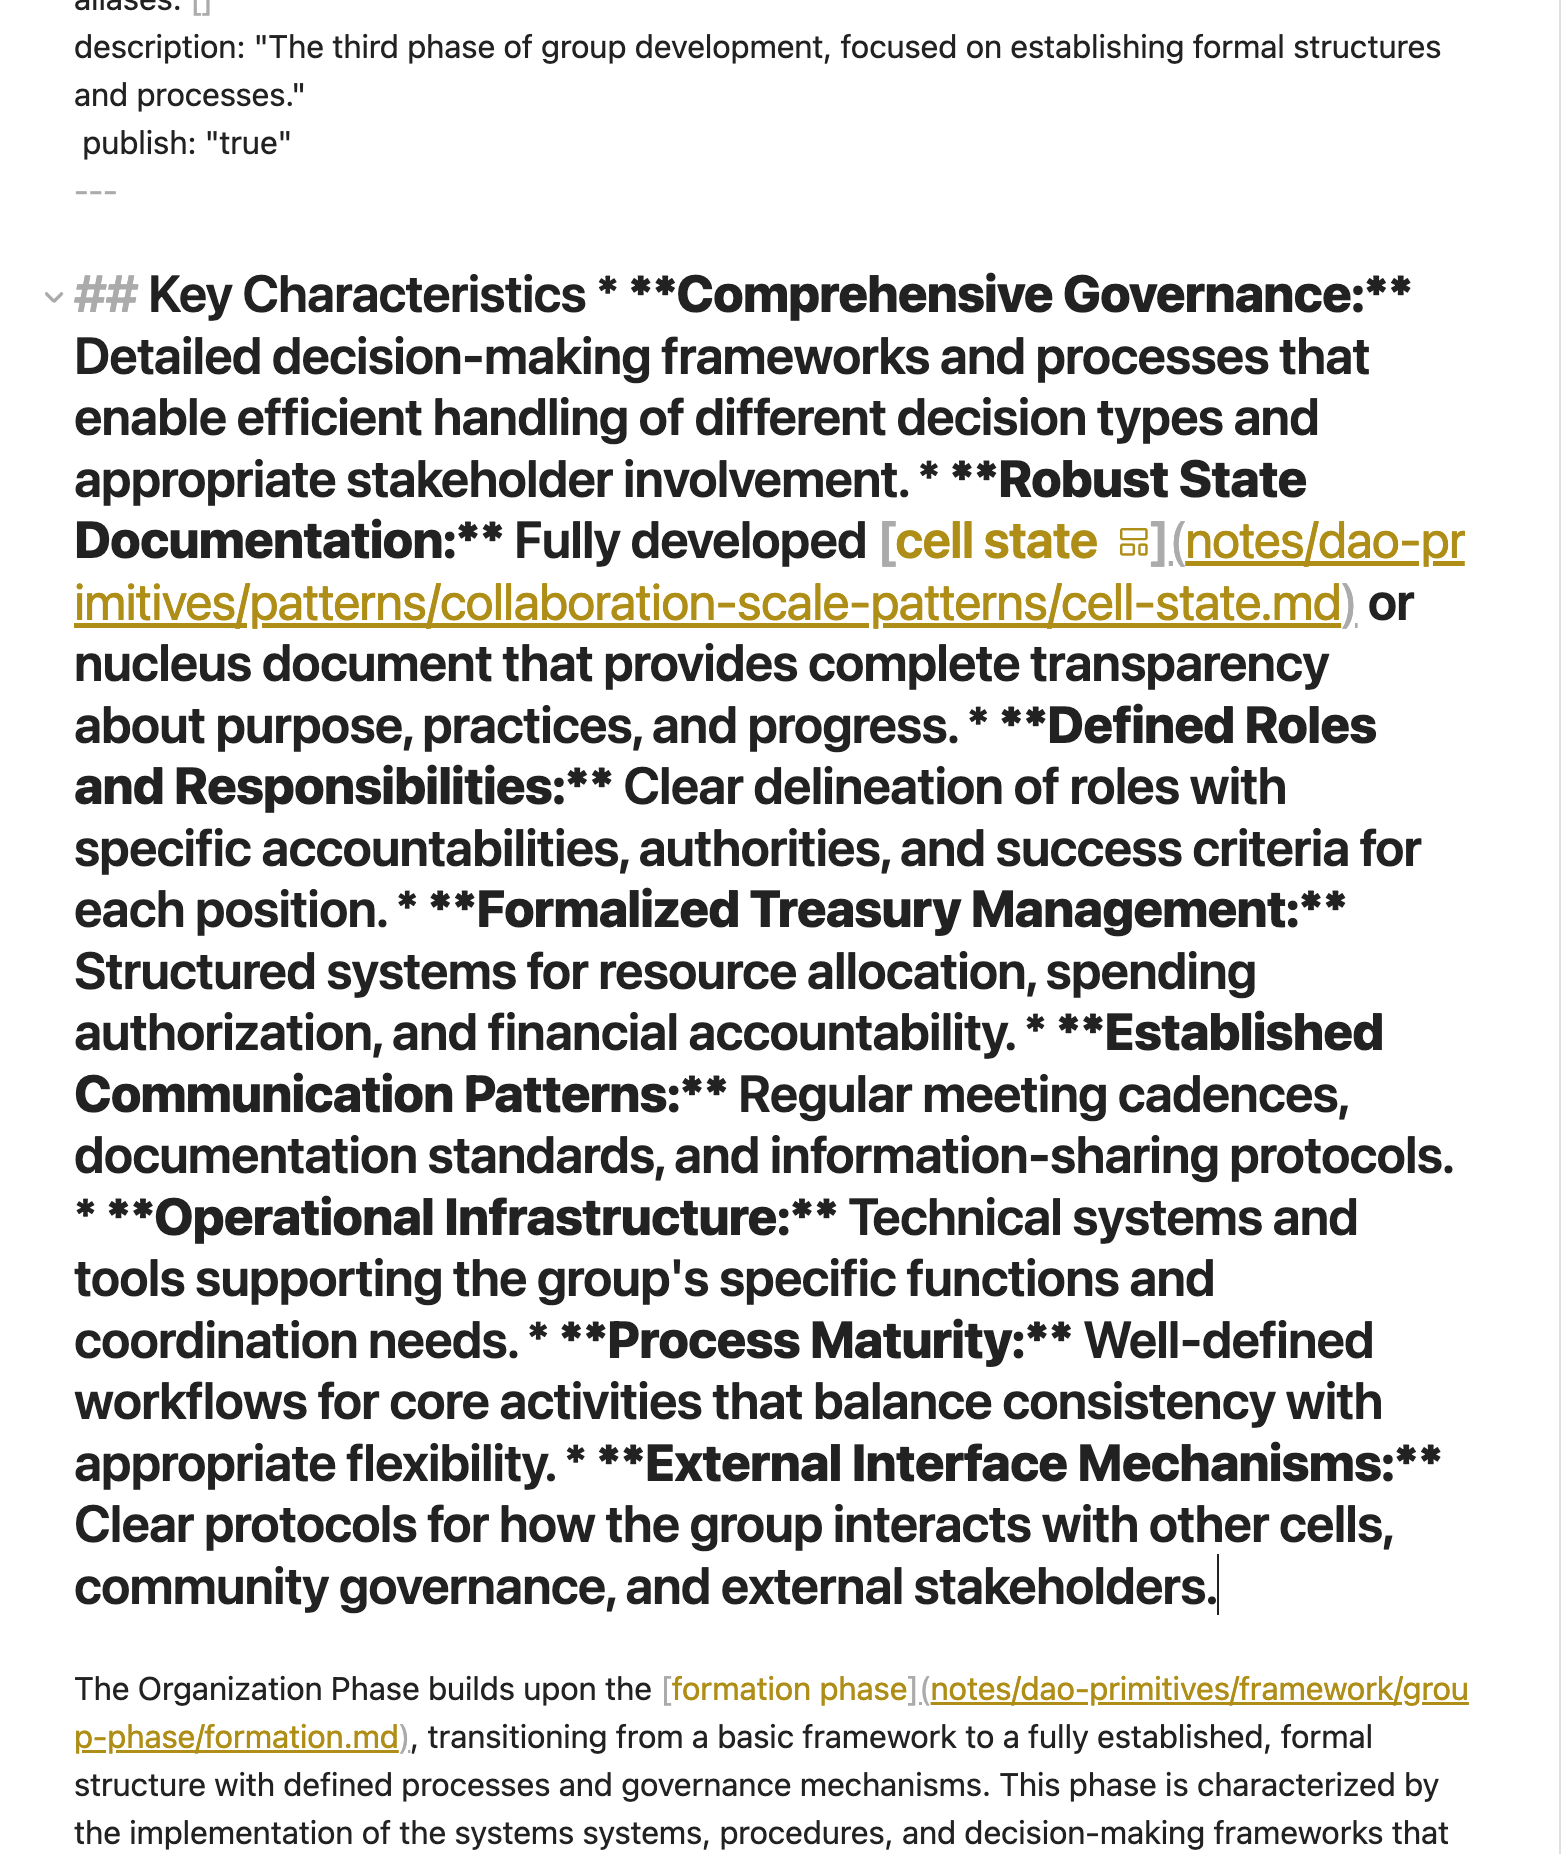 aliases: []
description: "The third phase of group development, focused on establishing formal structures
and processes."
publish: "true"
---
## Key Characteristics * **Comprehensive Governance:**
Detailed decision-making frameworks and processes that
enable efficient handling of different decision types and
appropriate stakeholder involvement. * **Robust State
Documentation:** Fully developed [cell state](notes/dao-pr
imitives/patterns/collaboration-scale-patterns/cell-state.md) or
nucleus document that provides complete transparency
about purpose, practices, and progress. * **Defined Roles
and Responsibilities:** Clear delineation of roles with
specific accountabilities, authorities, and success criteria for
each position. * **Formalized Treasury Management:**
Structured systems for resource allocation, spending
authorization, and financial accountability. * **Established
Communication Patterns:** Regular meeting cadences,
documentation standards, and information-sharing protocols.
* **Operational Infrastructure:** Technical systems and
tools supporting the group's specific functions and
coordination needs. * **Process Maturity:** Well-defined
workflows for core activities that balance consistency with
appropriate flexibility. * **External Interface Mechanisms:**
Clear protocols for how the group interacts with other cells,
community governance, and external stakeholders.
The Organization Phase builds upon the [formation phase](notes/dao-primitives/framework/grou
p-phase/formation.md), transitioning from a basic framework to a fully established, formal
structure with defined processes and governance mechanisms. This phase is characterized by
the implementation of the systems systems, procedures, and decision-making frameworks that